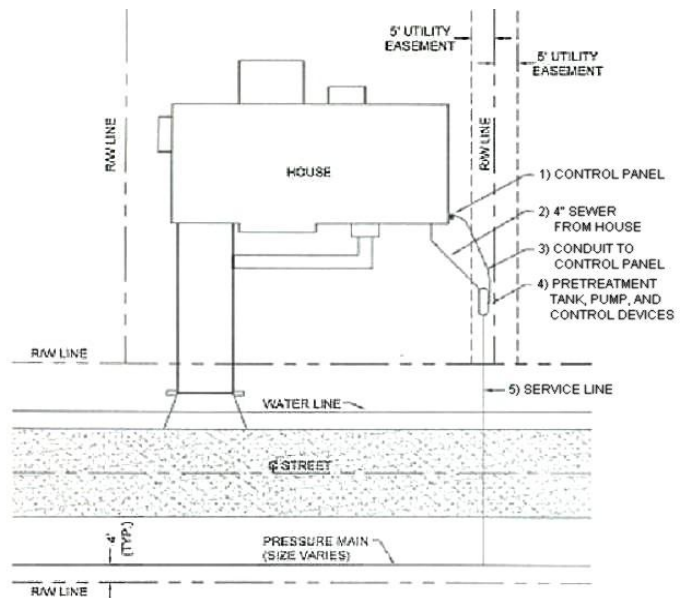 5' UTILITY
EASEMENT
5' UTILITY
EASEMENT
R/W LINE
R/W LINE
HOUSE
1) CONTROL PANEL
2) 4" SEWER
FROM HOUSE
3) CONDUIT TO
CONTROL PANEL
4) PRETREATMENT
TANK, PUMP, AND
CONTROL DEVICES
R/W LINE
5) SERVICE LINE
WATER LINE
℄ STREET
4'
(TYP.)
PRESSURE MAIN
(SIZE VARIES)
R/W LINE